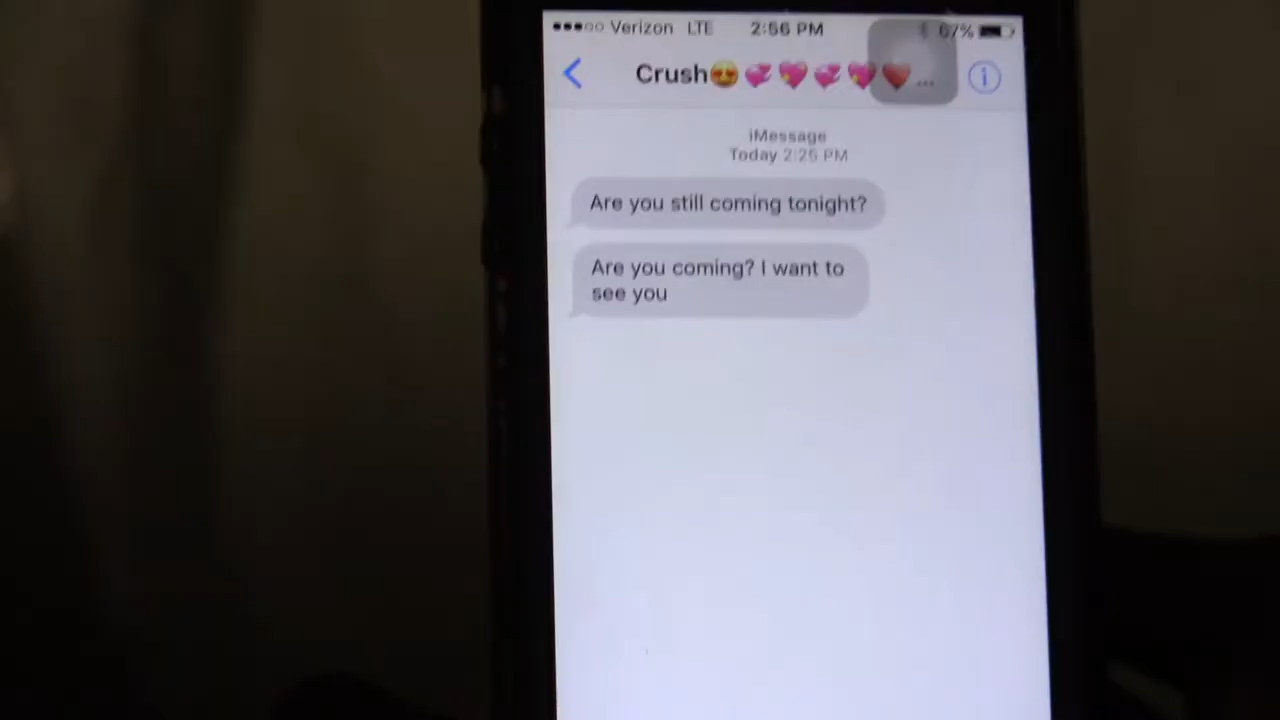 Verizon LTE 2:56 PM 67%
Crush😍💞💖💞💖❤️...
iMessage
Today 2:25 PM
Are you still coming tonight?
Are you coming? I want to
see you